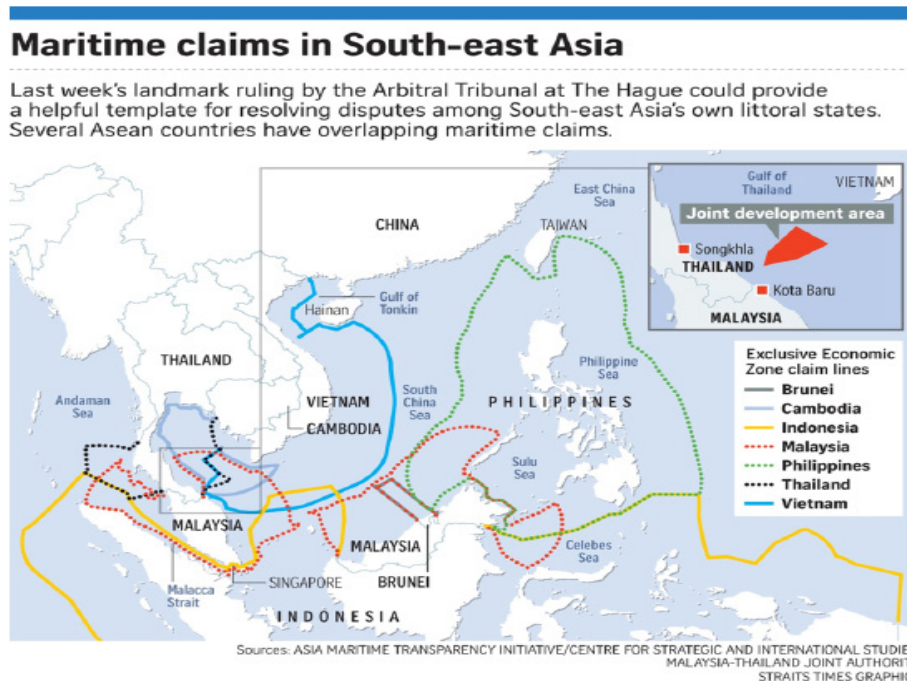 Maritime claims in South-east Asia
Last week's landmark ruling by the Arbitral Tribunal at The Hague could provide
a helpful template for resolving disputes among South-east Asia's own littoral states.
Several Asean countries have overlapping maritime claims.
East China
Sea
CHINA
TAIWAN
Hainan
Gulf of
Tonkin
THAILAND
Andaman
Sea
VIETNAM
CAMBODIA
South
China
Sea
Philippine
Sea
PHILIPPINES
Sulu
Sea
MALAYSIA
MALAYSIA
BRUNEI
Celebes
Sea
Malacca
Strait
SINGAPORE
INDONESIA
Gulf of
Thailand
VIETNAM
Joint development area
Songkhla
THAILAND
Kota Baru
MALAYSIA
Exclusive Economic
Zone claim lines
Brunei
Cambodia
Indonesia
Malaysia
Philippines
Thailand
Vietnam
Sources: ASIA MARITIME TRANSPARENCY INITIATIVE/CENTRE FOR STRATEGIC AND INTERNATIONAL STUDIE
MALAYSIA-THAILAND JOINT AUTHORIT
STRAITS TIMES GRAPHI